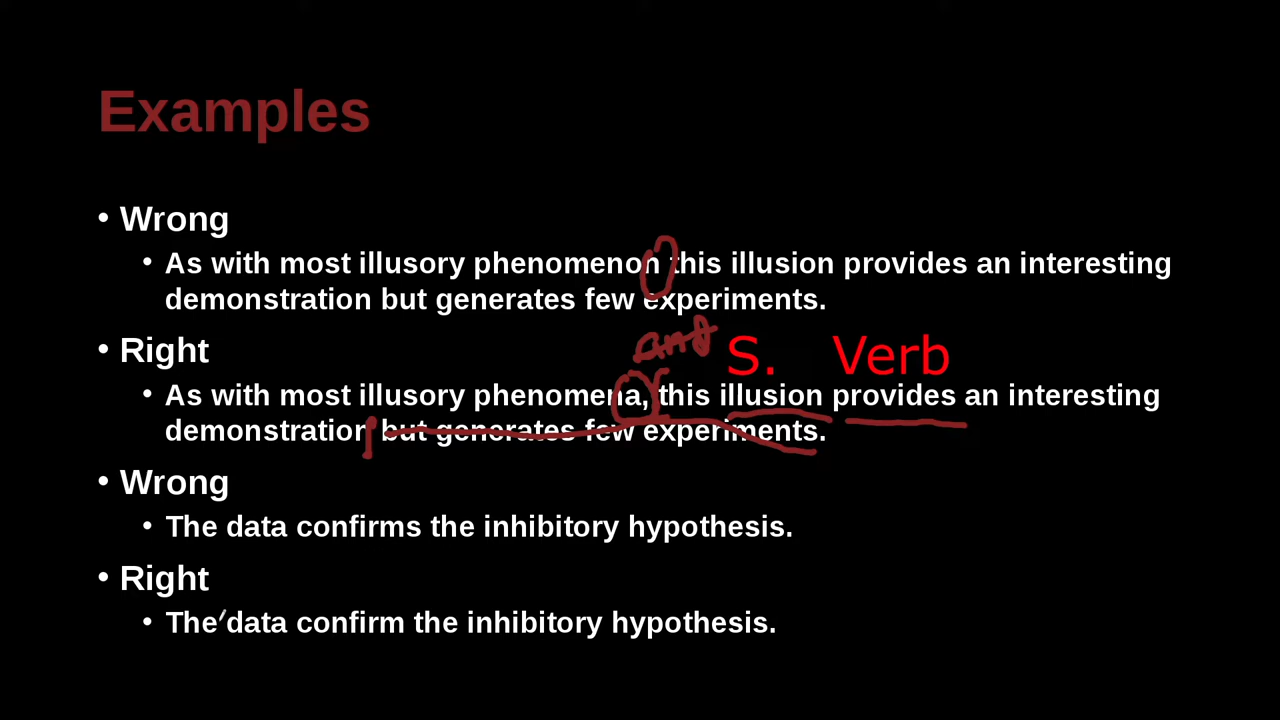 Examples
• Wrong
• As with most illusory phenomenon this illusion provides an interesting
demonstration but generates few experiments.
• Right
and
S. Verb
• As with most illusory phenomena, this illusion provides an interesting
demonstration but generates few experiments.
• Wrong
• The data confirms the inhibitory hypothesis.
• Right
• The data confirm the inhibitory hypothesis.